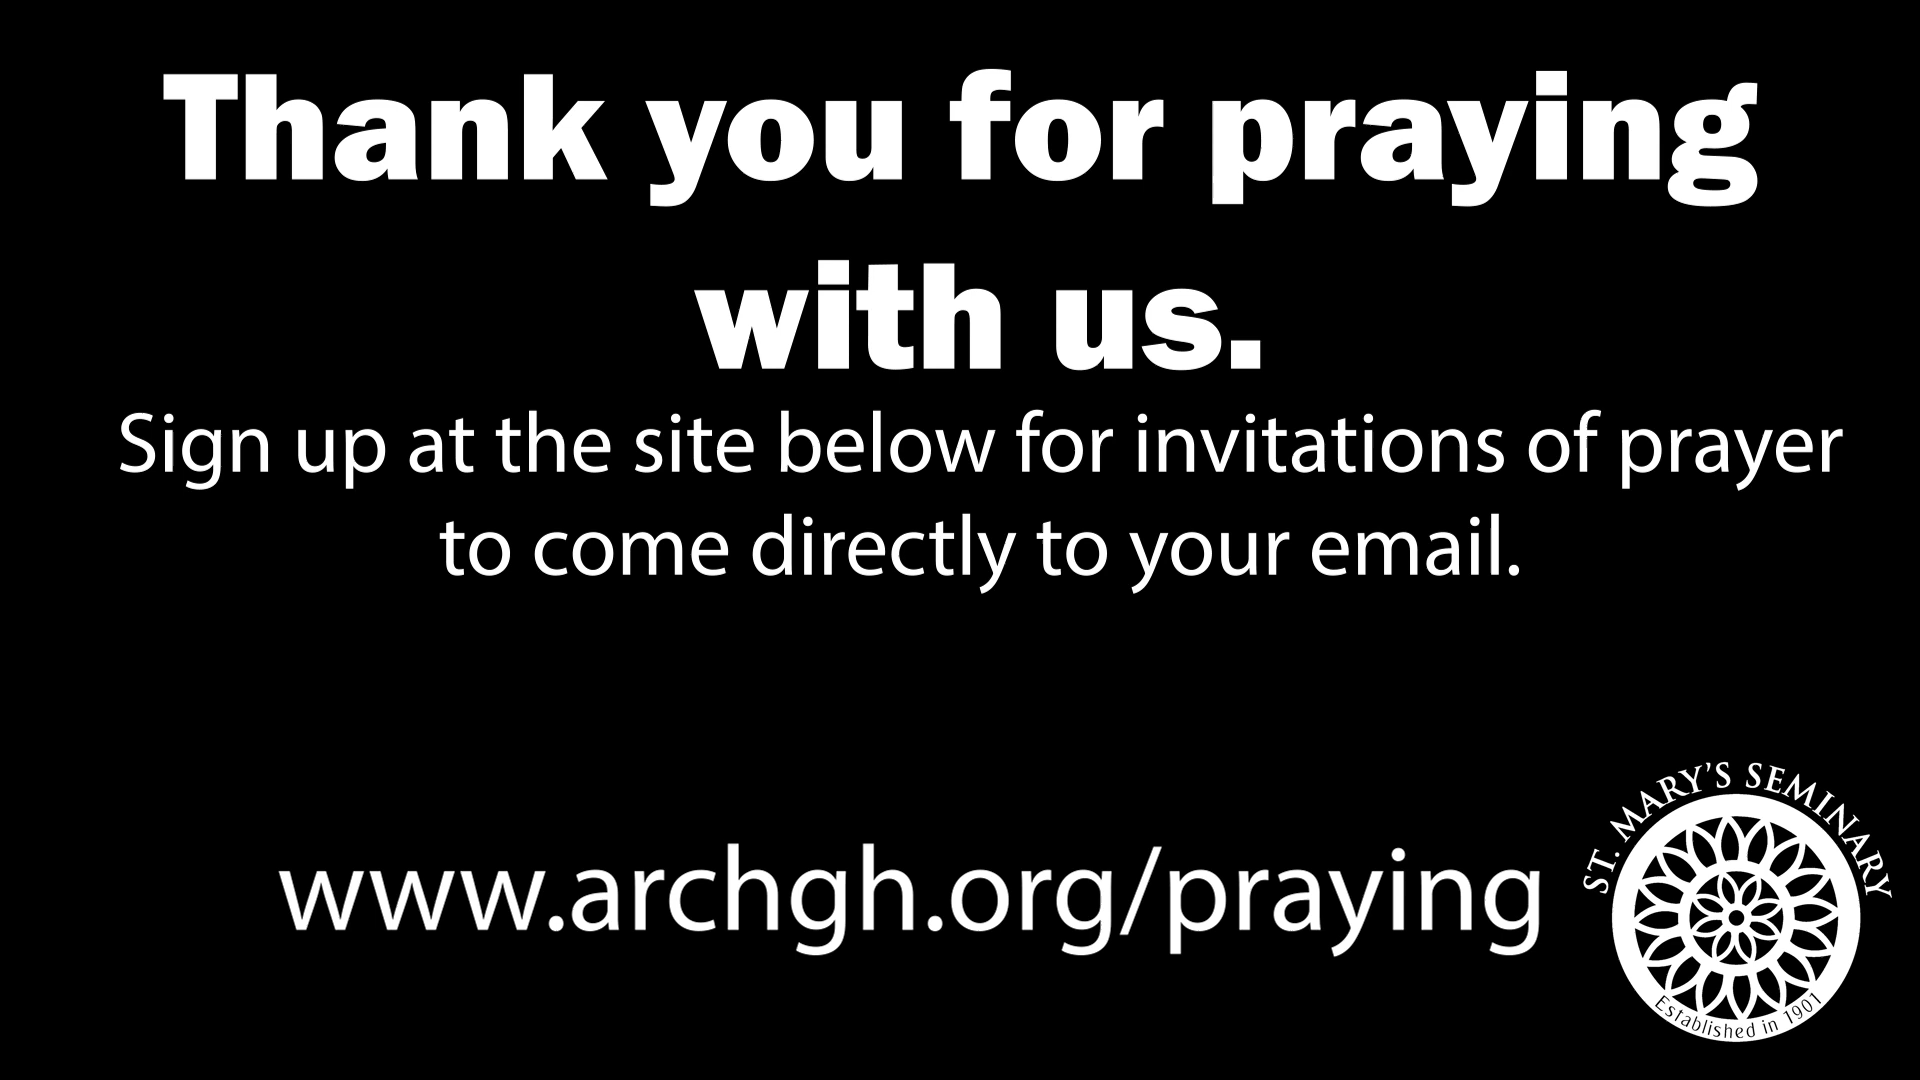 Thank you for praying
with us.
Sign up at the site below for invitations of prayer
to come directly to your email.
www.archgh.org/praying
ST. MARY'S SEMINARY
Established in 1901